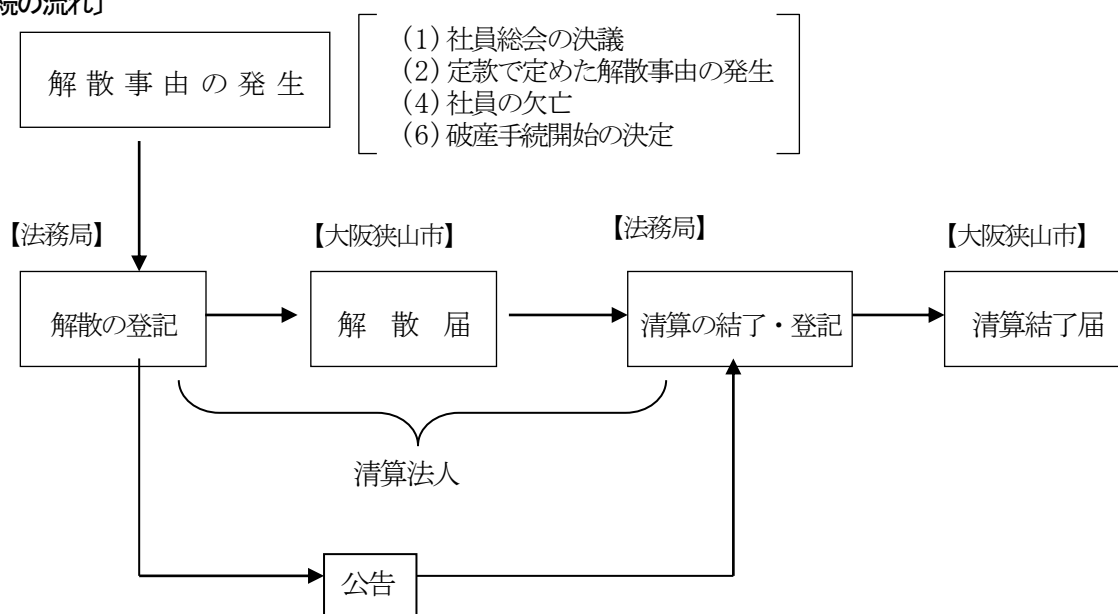 続の流れ〕
解散事由の発生
(1)社員総会の決議
(2)定款で定めた解散事由の発生
(4)社員の欠亡
(6)破産手続開始の決定
【法務局】
【大阪狭山市】
【法務局】
【大阪狭山市】
解散の登記
解散届
清算の結了・登記
清算結了届
清算法人
公告